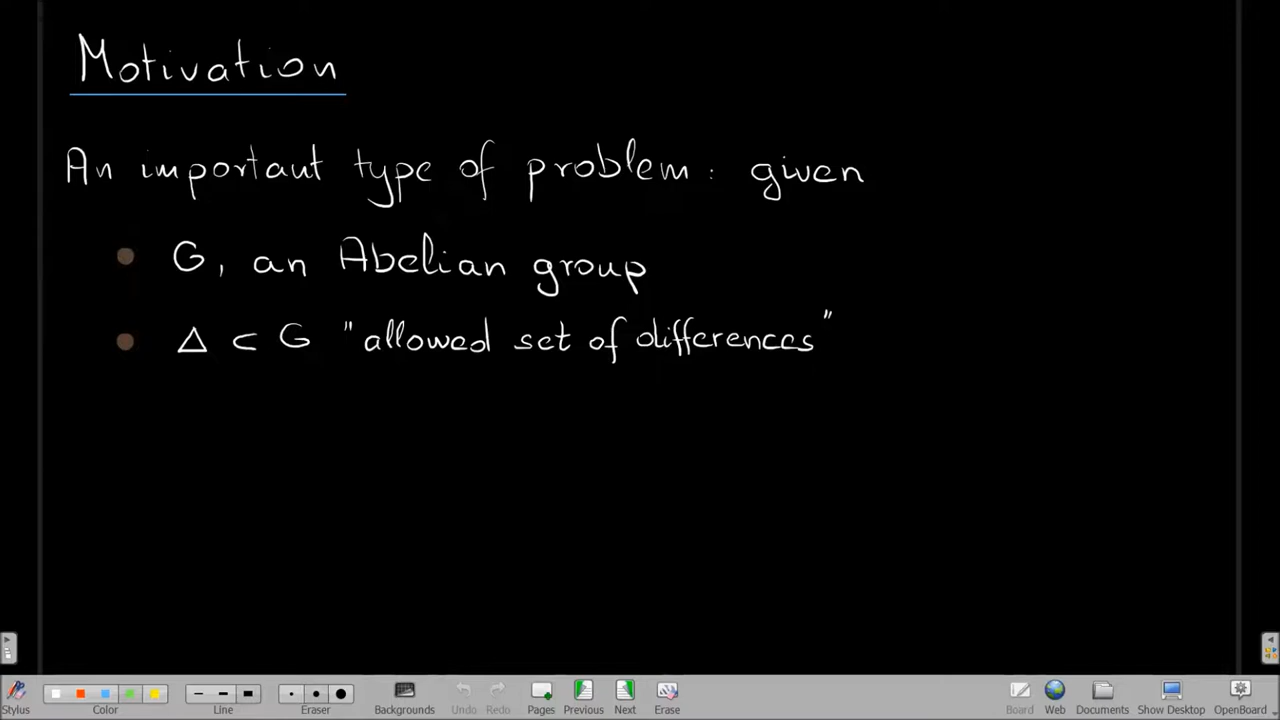 Motivation
An important type of problem: given
G, an Abelian group
Δ ⊂ G "allowed set of differences"
Stylus
Color
Line
Eraser
Backgrounds
Undo
Redo
Pages
Previous
Next
Erase
Board
Web
Documents
Show Desktop
OpenBoard